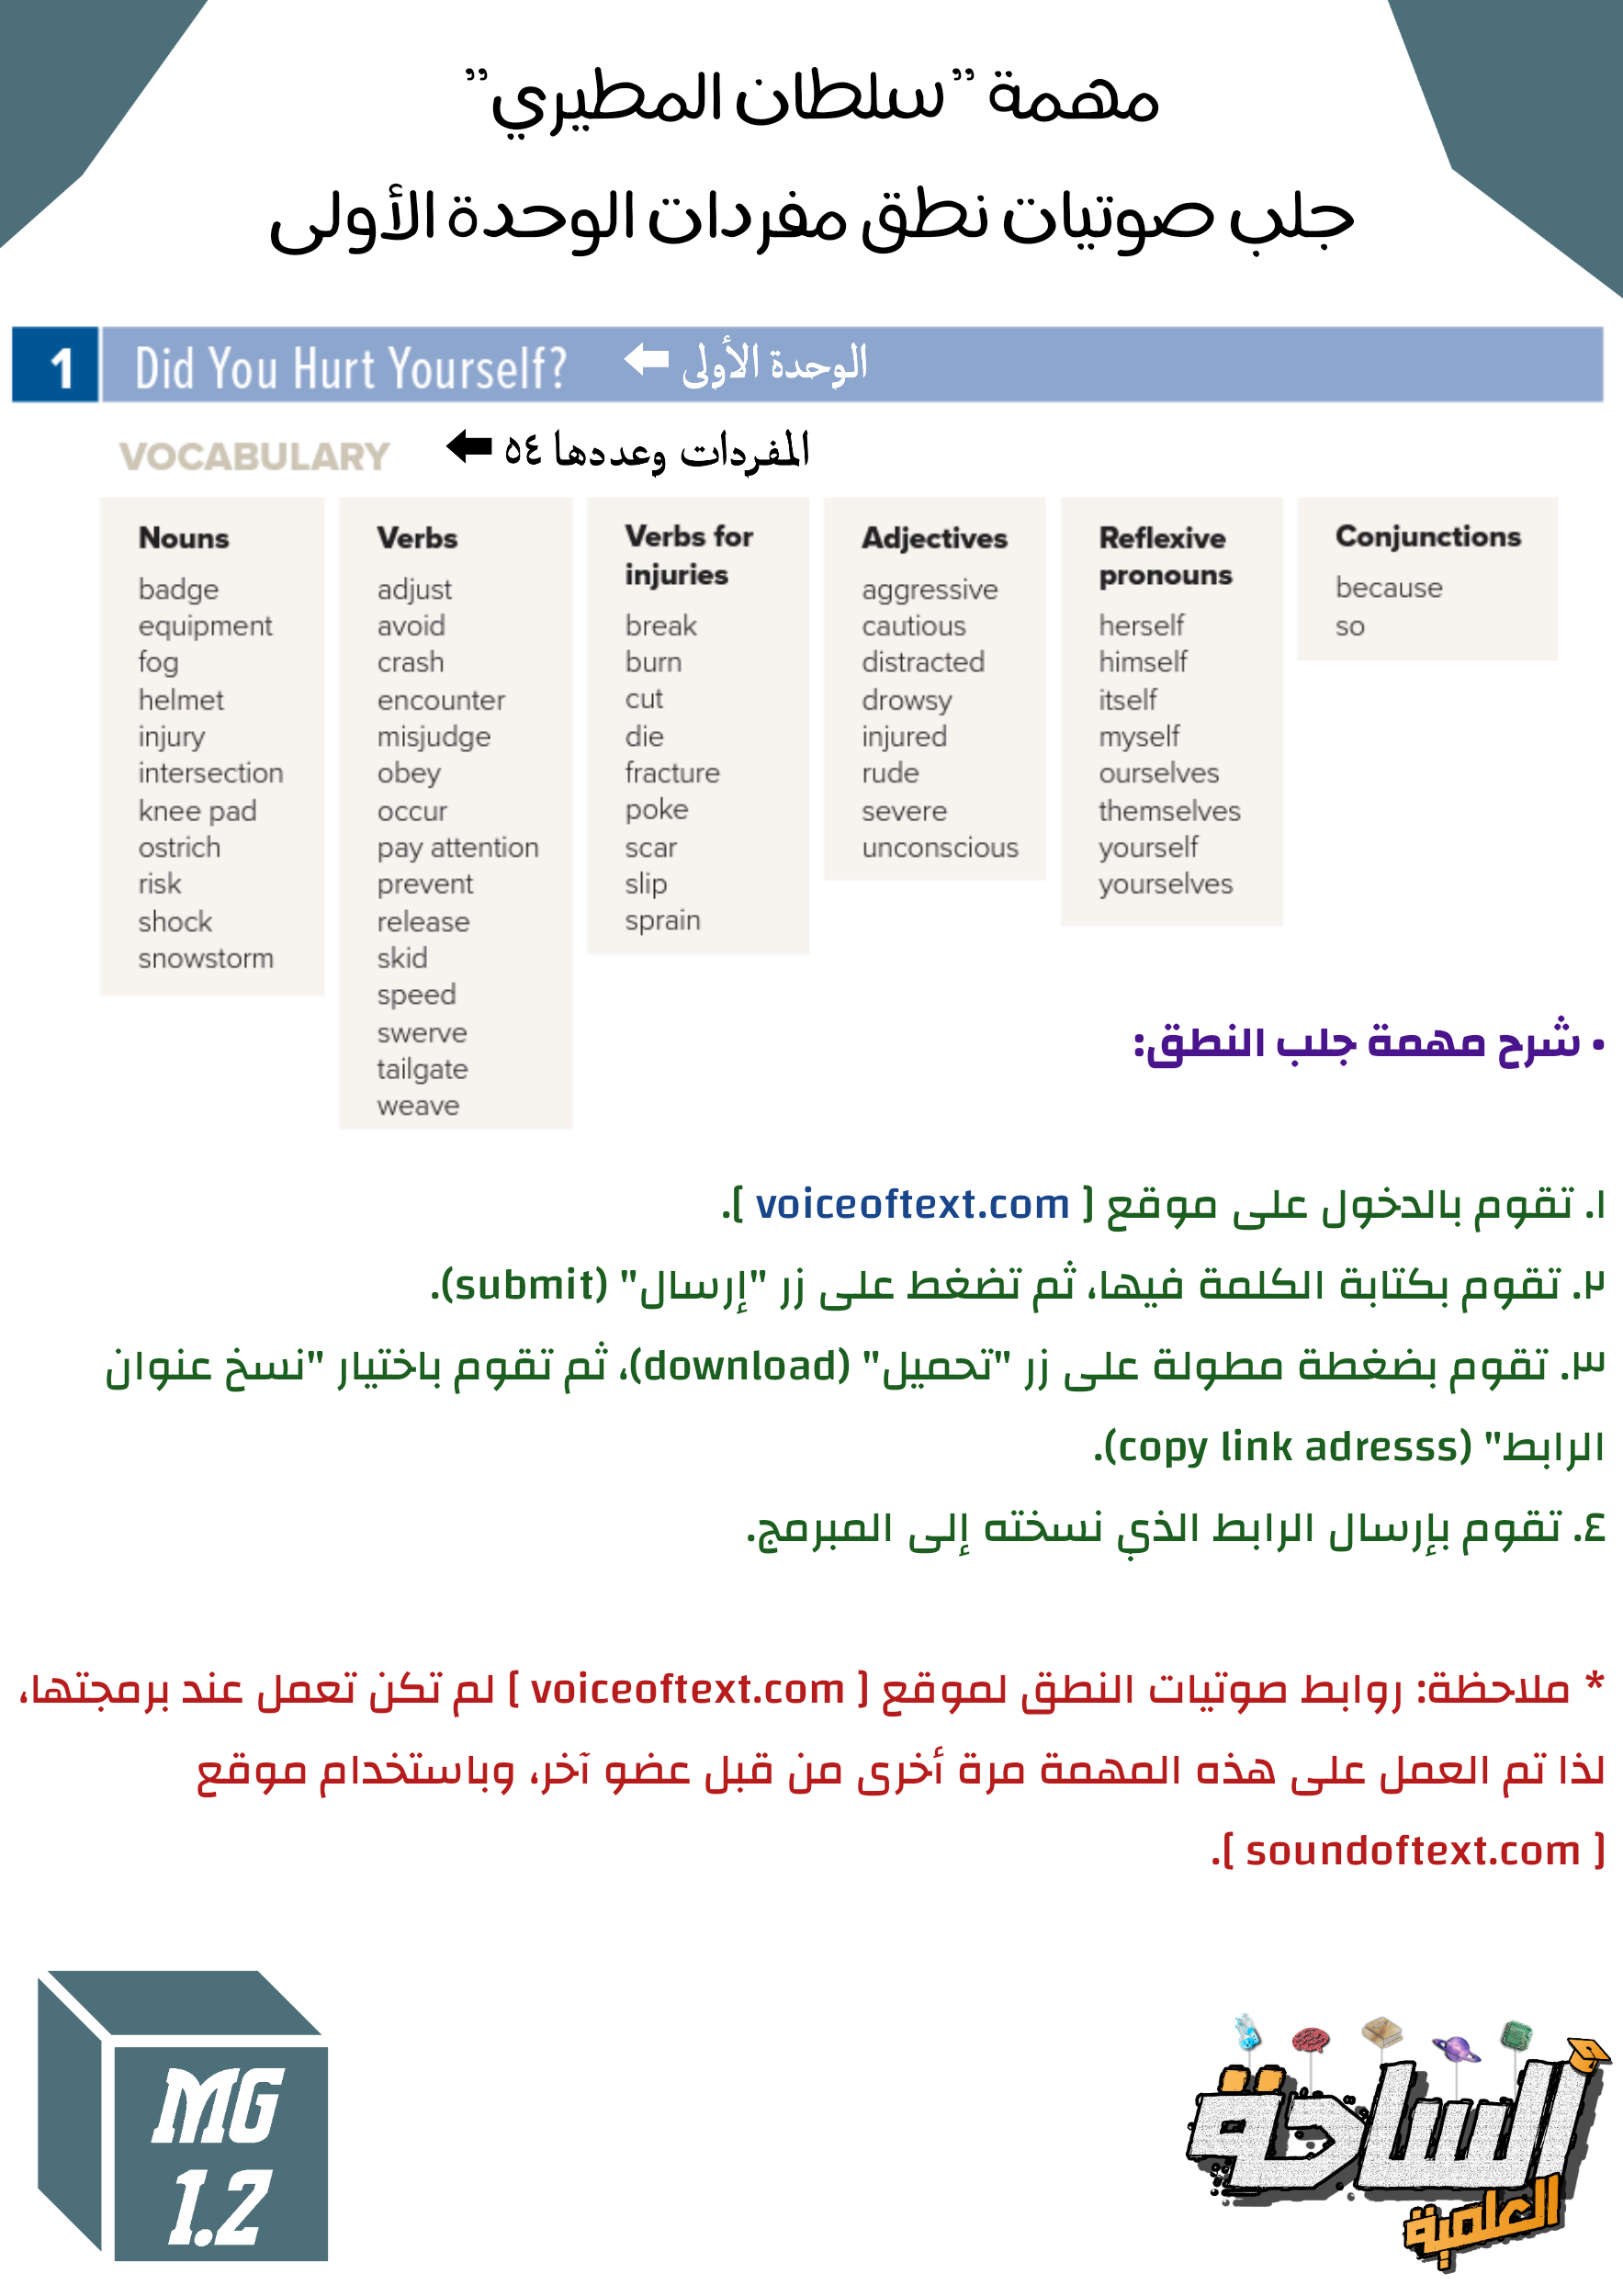 مهمة ”سلطان المطيري”
جلب صوتيات نطق مفردات الوحدة الأولى
1 Did You Hurt Yourself? الوحدة الأولى
VOCABULARY المفردات وعددها ٥٤
Nouns
badge
equipment
fog
helmet
injury
intersection
knee pad
ostrich
risk
shock
snowstorm
Verbs
adjust
avoid
crash
encounter
misjudge
obey
occur
pay attention
prevent
release
skid
speed
swerve
tailgate
weave
Verbs for
injuries
break
burn
cut
die
fracture
poke
scar
slip
sprain
Adjectives
aggressive
cautious
distracted
drowsy
injured
rude
severe
unconscious
Reflexive
pronouns
herself
himself
itself
myself
ourselves
themselves
yourself
yourselves
Conjunctions
because
so
• شرح مهمة جلب النطق:
١. تقوم بالدخول على موقع [ voiceoftext.com ].
٢. تقوم بكتابة الكلمة فيها، ثم تضغط على زر "إرسال" (submit).
٣. تقوم بضغطة مطولة على زر "تحميل" (download)، ثم تقوم باختيار "نسخ عنوان
الرابط" (copy link adresss).
٤. تقوم بإرسال الرابط الذي نسخته إلى المبرمج.
* ملاحظة: روابط صوتيات النطق لموقع [ voiceoftext.com ] لم تكن تعمل عند برمجتها،
لذا تم العمل على هذه المهمة مرة أخرى من قبل عضو آخر، وباستخدام موقع
[ soundoftext.com ].
MG
1.2
الساحة
العلمية